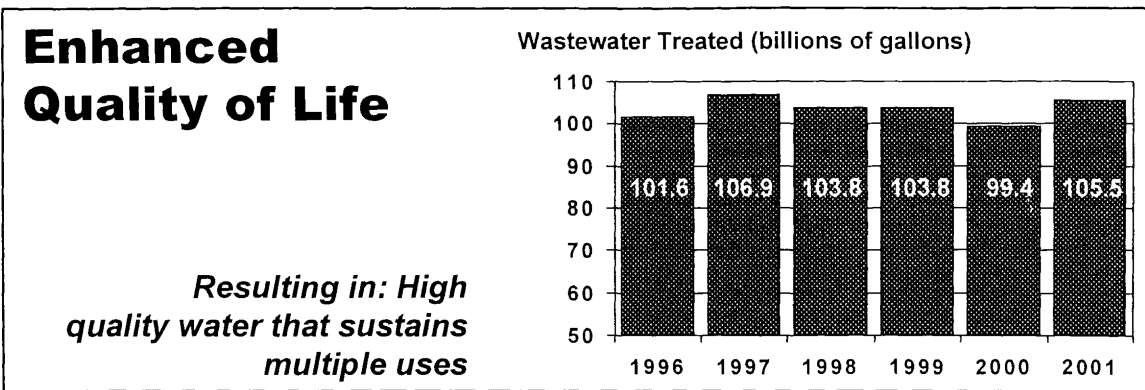 Enhanced
Quality of Life
Resulting in: High
quality water that sustains
multiple uses
Wastewater Treated (billions of gallons)
110
100
90
80
70
60
50
101.6 106.9 103.8 103.8 99.4 105.5
1996 1997 1998 1999 2000 2001